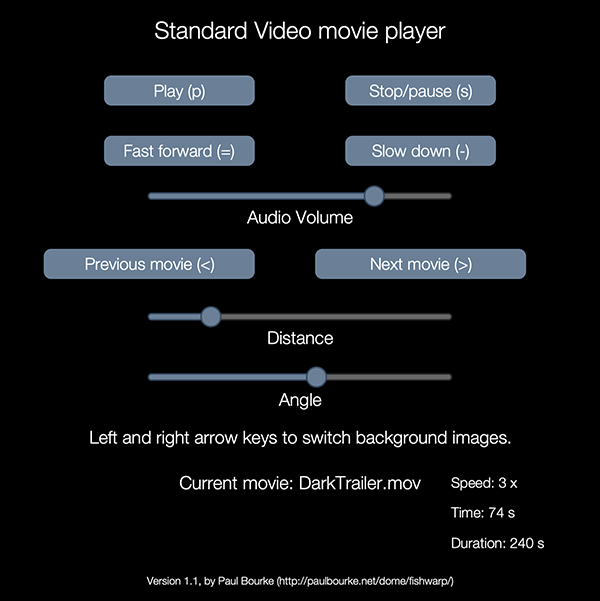 Standard Video movie player
Play (p)
Stop/pause (s)
Fast forward (=)
Slow down (-)
Audio Volume
Previous movie (<)
Next movie (>)
Distance
Angle
Left and right arrow keys to switch background images.
Current movie: DarkTrailer.mov
Speed: 3 x
Time: 74 s
Duration: 240 s
Version 1.1, by Paul Bourke (http://paulbourke.net/dome/fishwarp/)